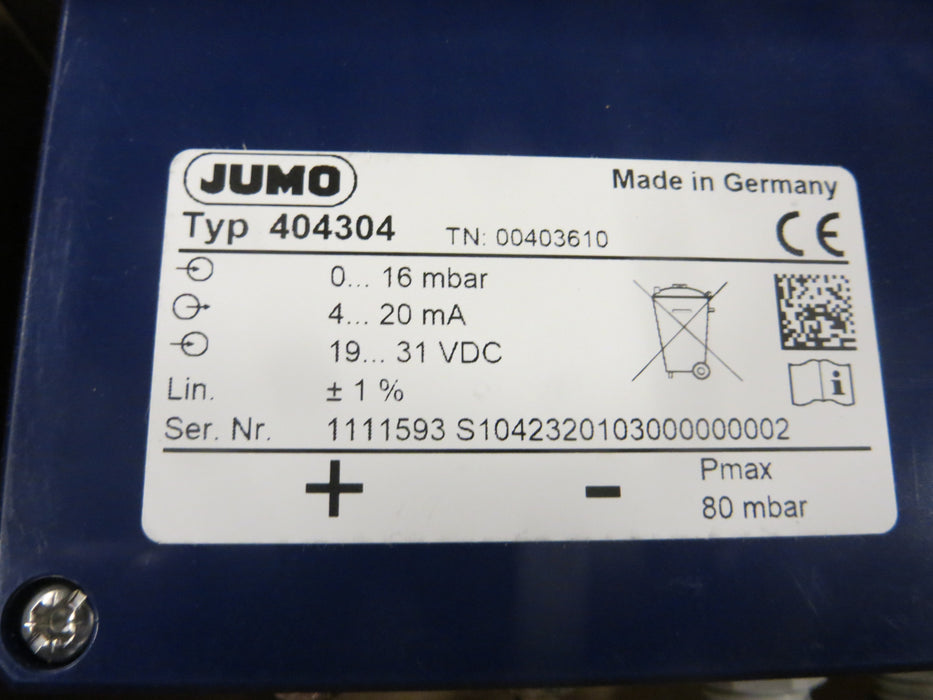 JUMO
Made in Germany
Typ 404304 TN: 00403610 CE
0... 16 mbar
4... 20 mA
19... 31 VDC
Lin. ± 1 %
Ser. Nr. 1111593 S1042320103000000002
+ - Pmax
80 mbar